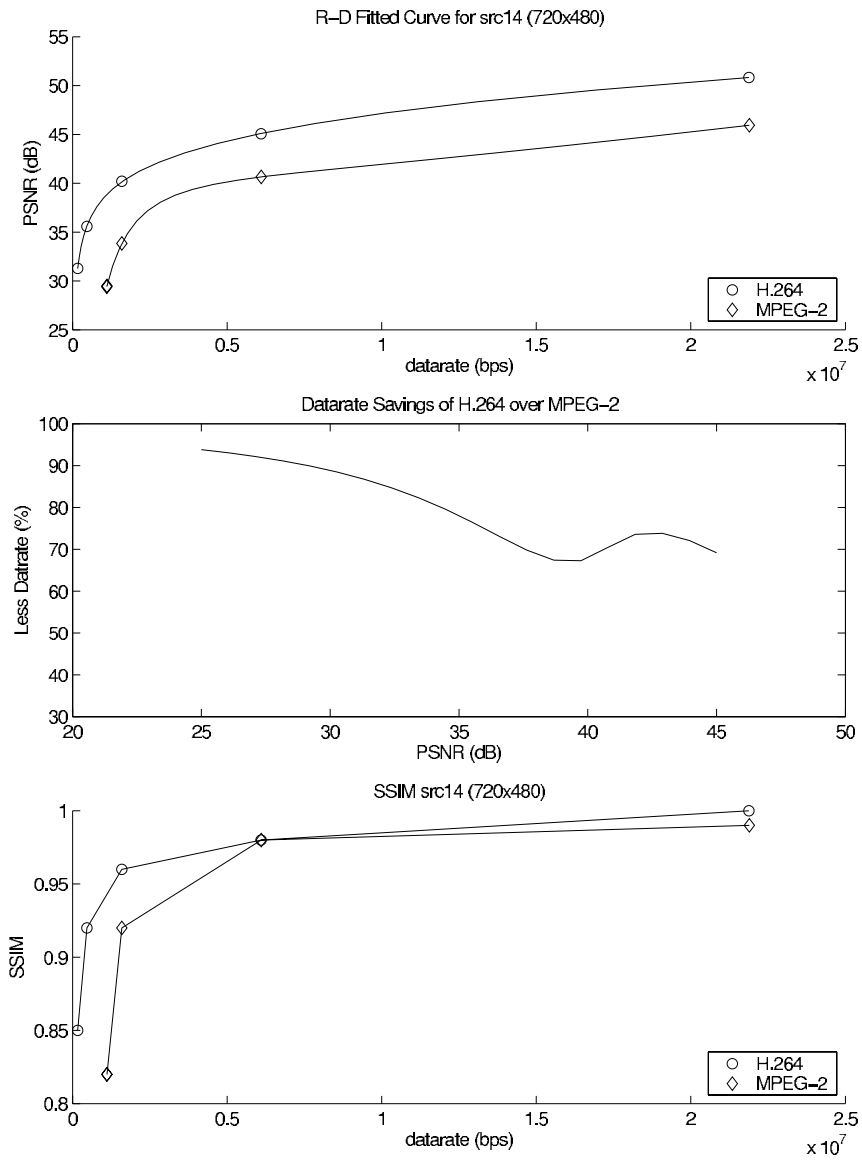 R-D Fitted Curve for src14 (720x480)
55
50
45
40
35
30
25
PSNR (dB)
0
0.5
1
1.5
2
2.5
datarate (bps)
x 10^7
H.264
MPEG-2
Datarate Savings of H.264 over MPEG-2
100
90
80
70
60
50
40
30
Less Datrate (%)
20
25
30
35
40
45
50
PSNR (dB)
SSIM src14 (720x480)
1
0.95
0.9
0.85
0.8
SSIM
0
0.5
1
1.5
2
2.5
datarate (bps)
x 10^7
H.264
MPEG-2